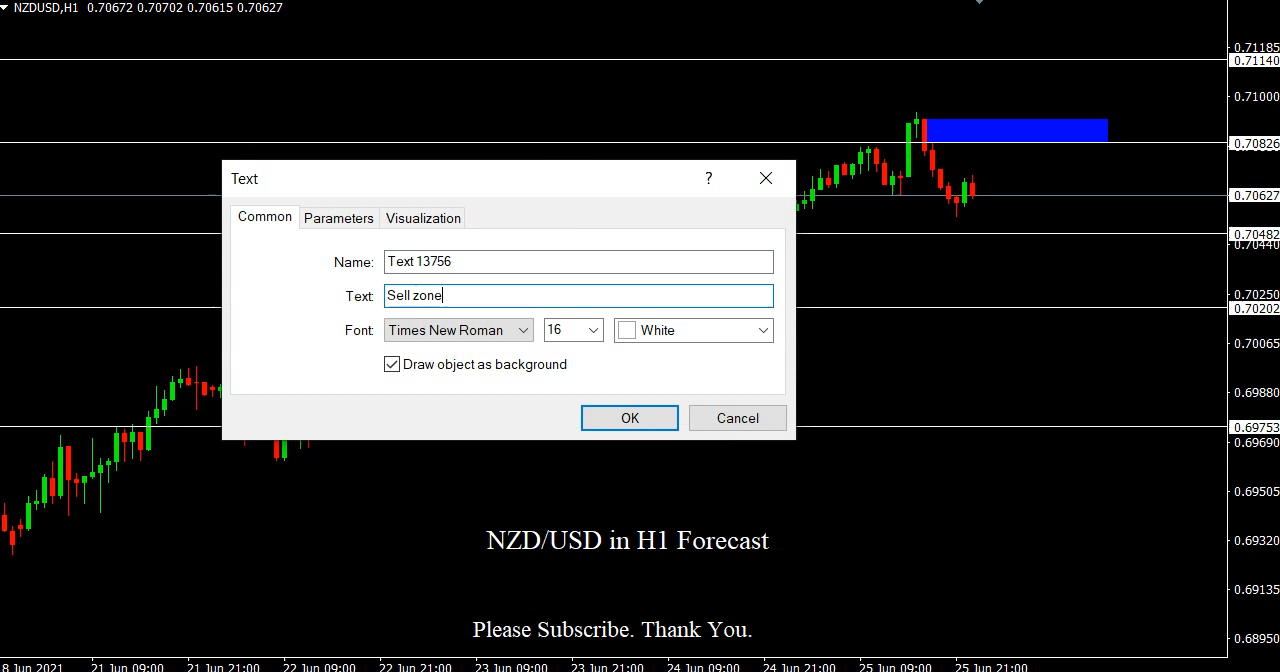 NZDUSD,H1 0.70672 0.70702 0.70615 0.70627
0.71185
0.71140
0.71000
0.70826
0.70627
0.70482
0.70440
0.70250
0.70202
0.70065
0.69880
0.69753
0.69690
0.69505
0.69320
0.69135
0.68950
Text
?
Common Parameters Visualization
Name: Text 13756
Text: Sell zone
Font: Times New Roman 16 White
Draw object as background
OK Cancel
NZD/USD in H1 Forecast
Please Subscribe. Thank You.
8 Jun 2021 21 Jun 09:00 21 Jun 21:00 22 Jun 09:00 22 Jun 21:00 23 Jun 09:00 23 Jun 21:00 24 Jun 09:00 24 Jun 21:00 25 Jun 09:00 25 Jun 21:00